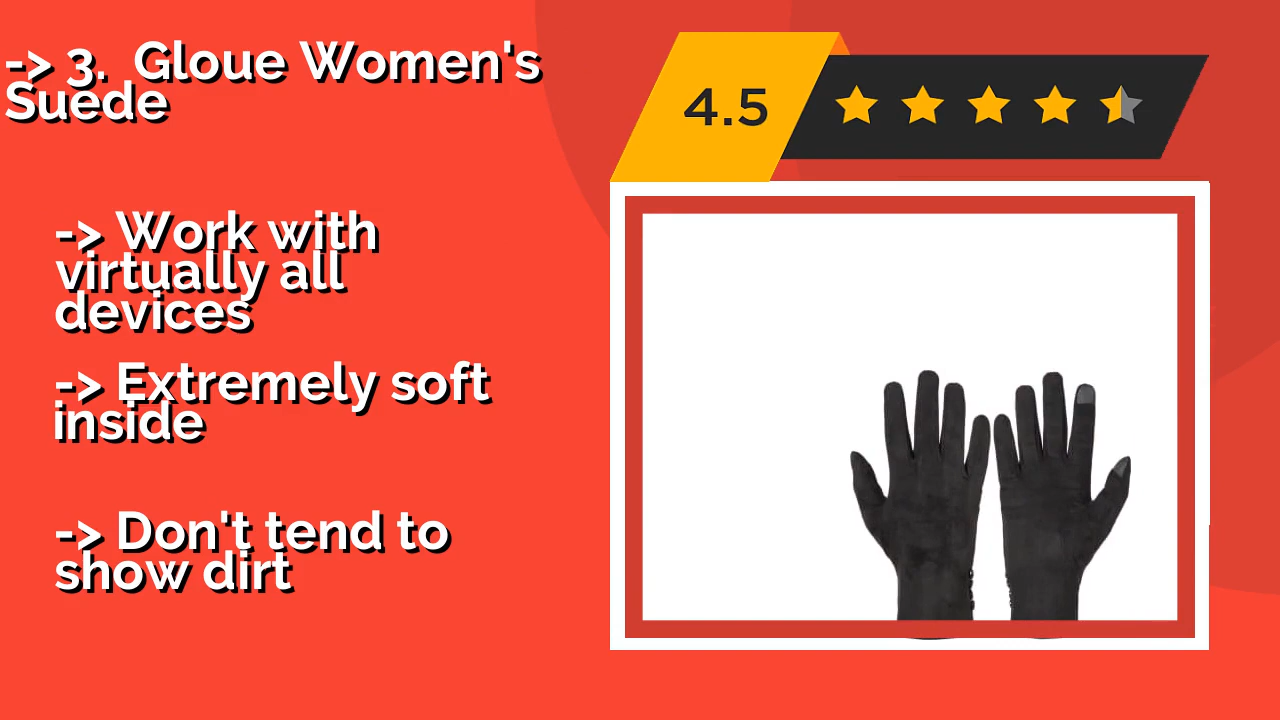 -> 3.  Gloue Women's
Suede
4.5
-> Work with
virtually all
devices
-> Extremely soft
inside
-> Don't tend to
show dirt